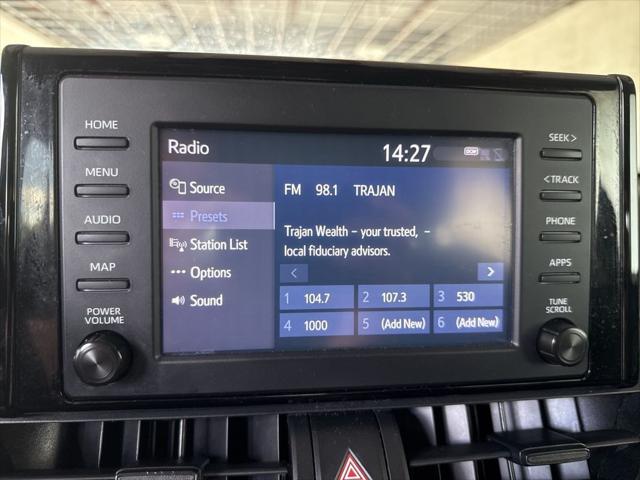 HOME
MENU
AUDIO
MAP
POWER
VOLUME
Radio
14:27
DCM
Source
Presets
Station List
Options
Sound
FM 98.1 TRAJAN
Trajan Wealth – your trusted, –
local fiduciary advisors.
< >
1 104.7 2 107.3 3 530
4 1000 5 (Add New) 6 (Add New)
SEEK >
< TRACK
PHONE
APPS
TUNE
SCROLL